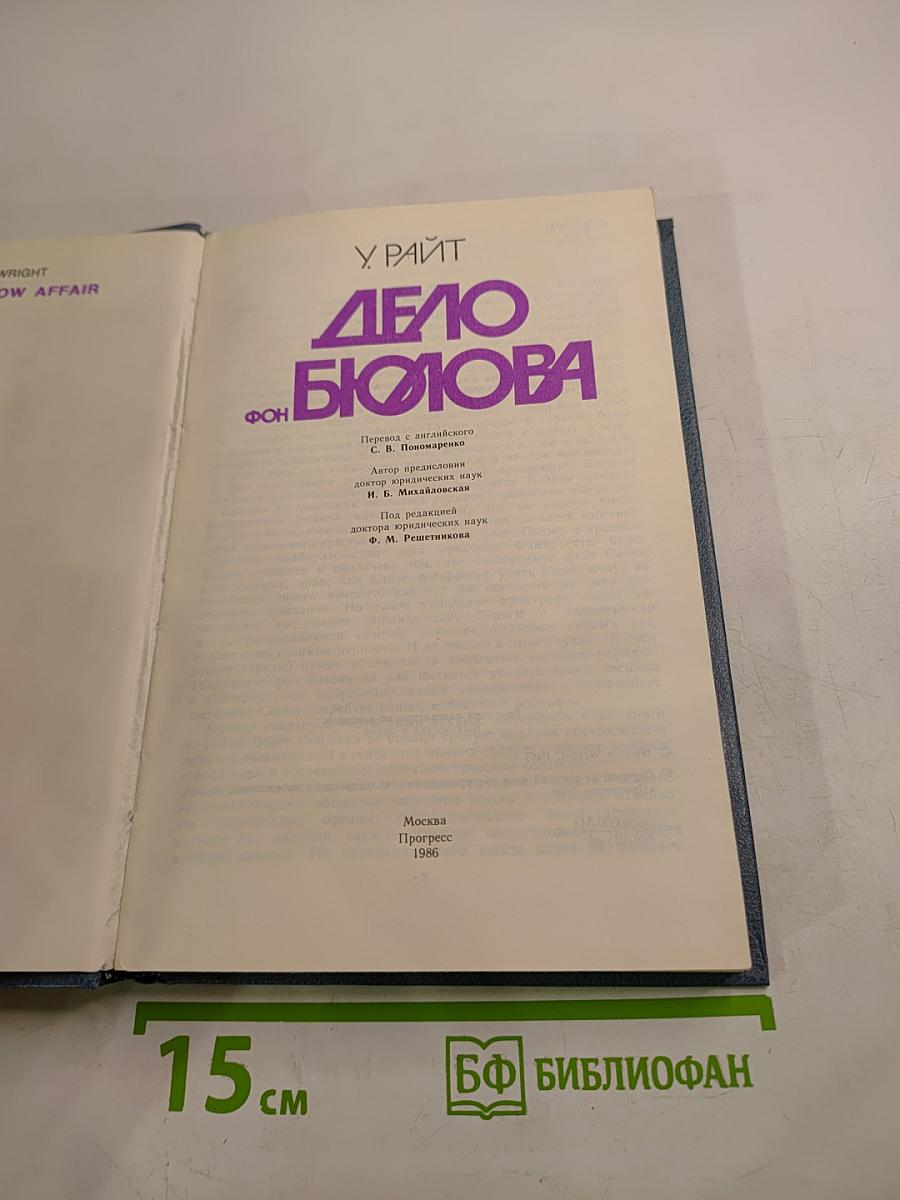 WRIGHT
OW AFFAIR
У. РАЙТ
ДЕЛО
ФОН БЮЛОВА
Перевод с английского
С. В. Пономаренко
Автор предисловия
доктор юридических наук
И. Б. Михайловская
Под редакцией
доктора юридических наук
Ф. М. Решетникова
Москва
Прогресс
1986
15 см
БФ БИБЛИОФАН